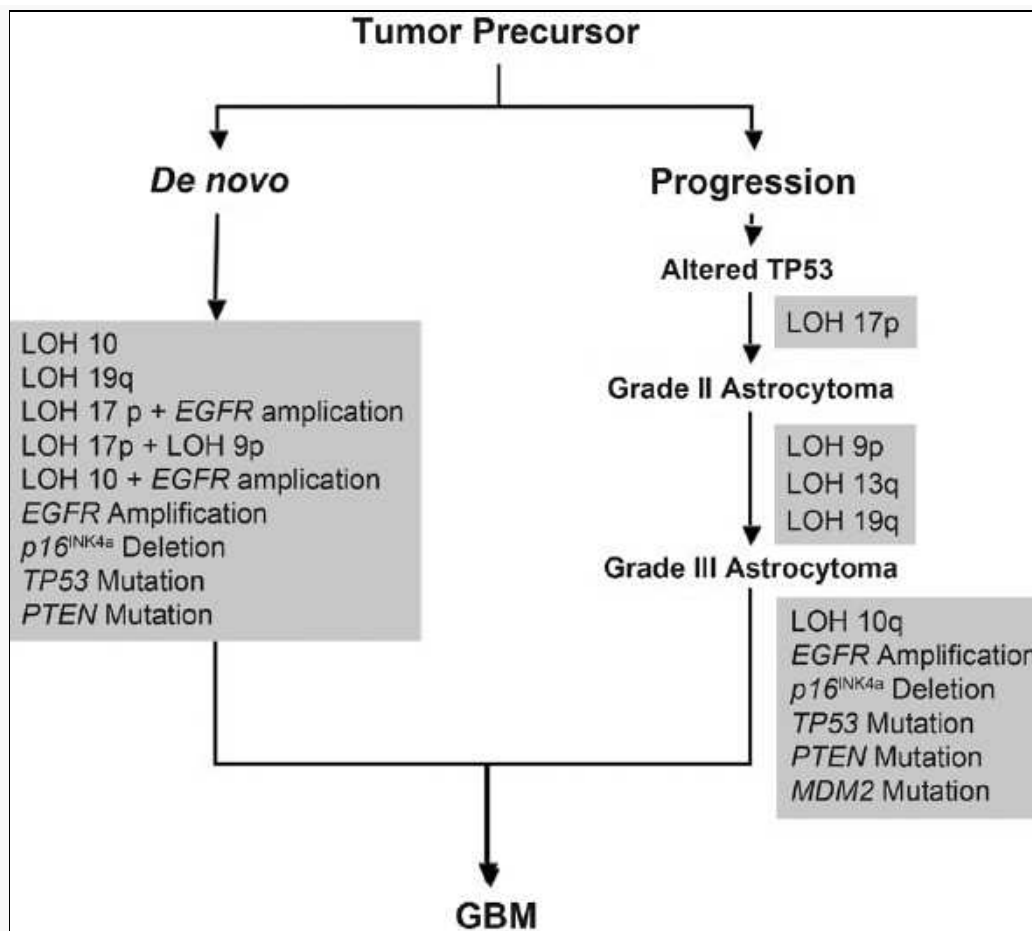 Tumor Precursor
De novo
LOH 10
LOH 19q
LOH 17 p + EGFR amplication
LOH 17p + LOH 9p
LOH 10 + EGFR amplication
EGFR Amplification
p16INK4a Deletion
TP53 Mutation
PTEN Mutation
Progression
Altered TP53
LOH 17p
Grade II Astrocytoma
LOH 9p
LOH 13q
LOH 19q
Grade III Astrocytoma
LOH 10q
EGFR Amplification
p16INK4a Deletion
TP53 Mutation
PTEN Mutation
MDM2 Mutation
GBM